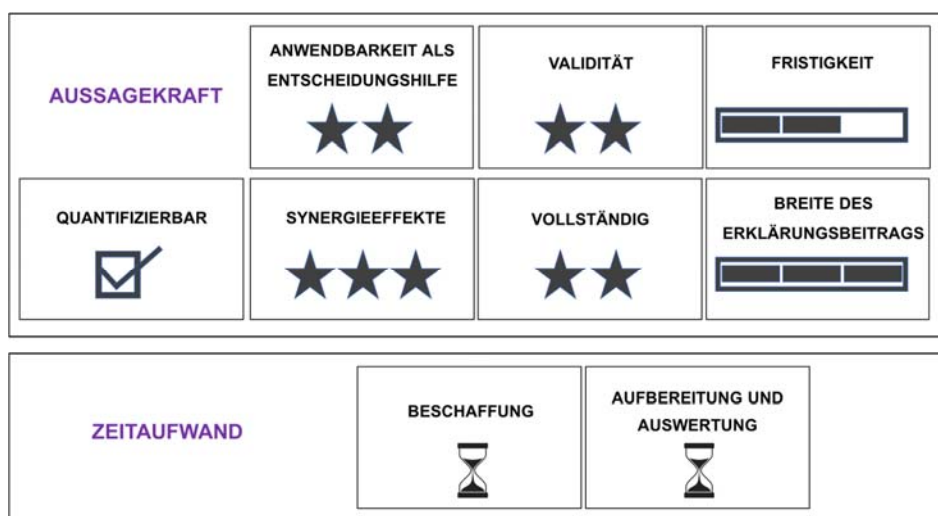 AUSSAGEKRAFT
ANWENDBARKEIT ALS
ENTSCHEIDUNGSHILFE
VALIDITÄT
FRISTIGKEIT
QUANTIFIZIERBAR
SYNERGIEEFFEKTE
VOLLSTÄNDIG
BREITE DES
ERKLÄRUNGSBEITRAGS
ZEITAUFWAND
BESCHAFFUNG
AUFBEREITUNG UND
AUSWERTUNG